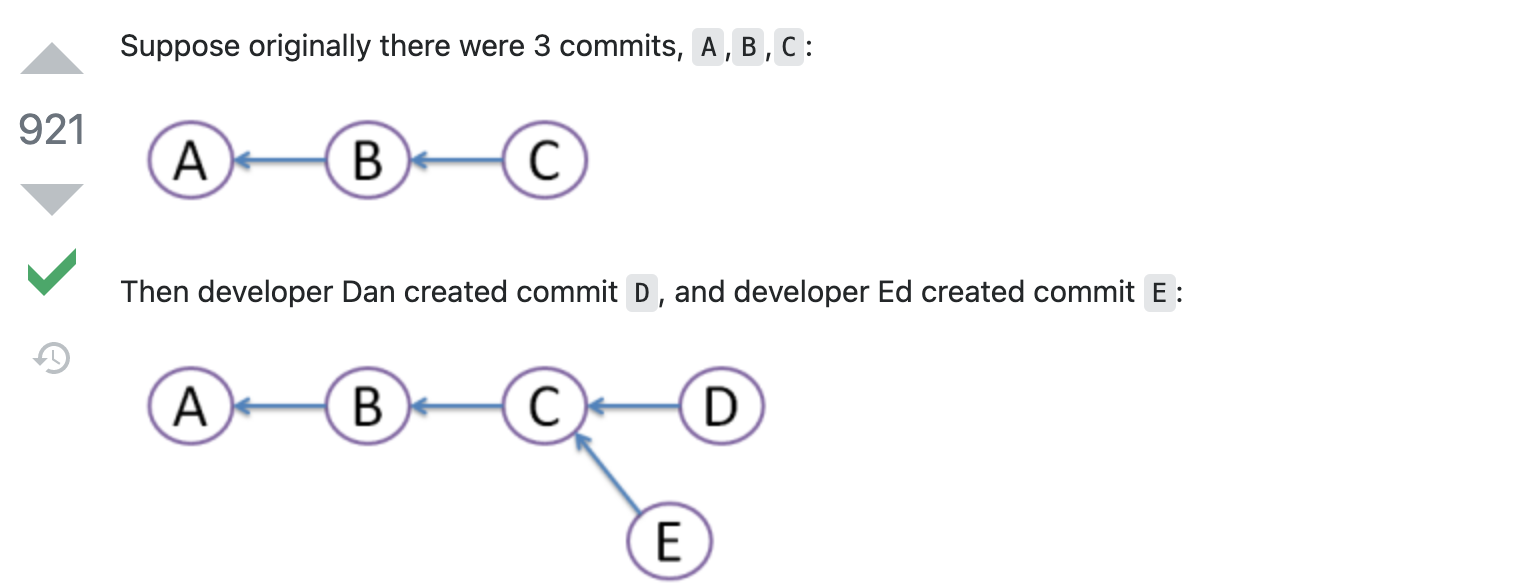 Suppose originally there were 3 commits, A,B,C:
921
A B C
Then developer Dan created commit D, and developer Ed created commit E:
A B C D
E